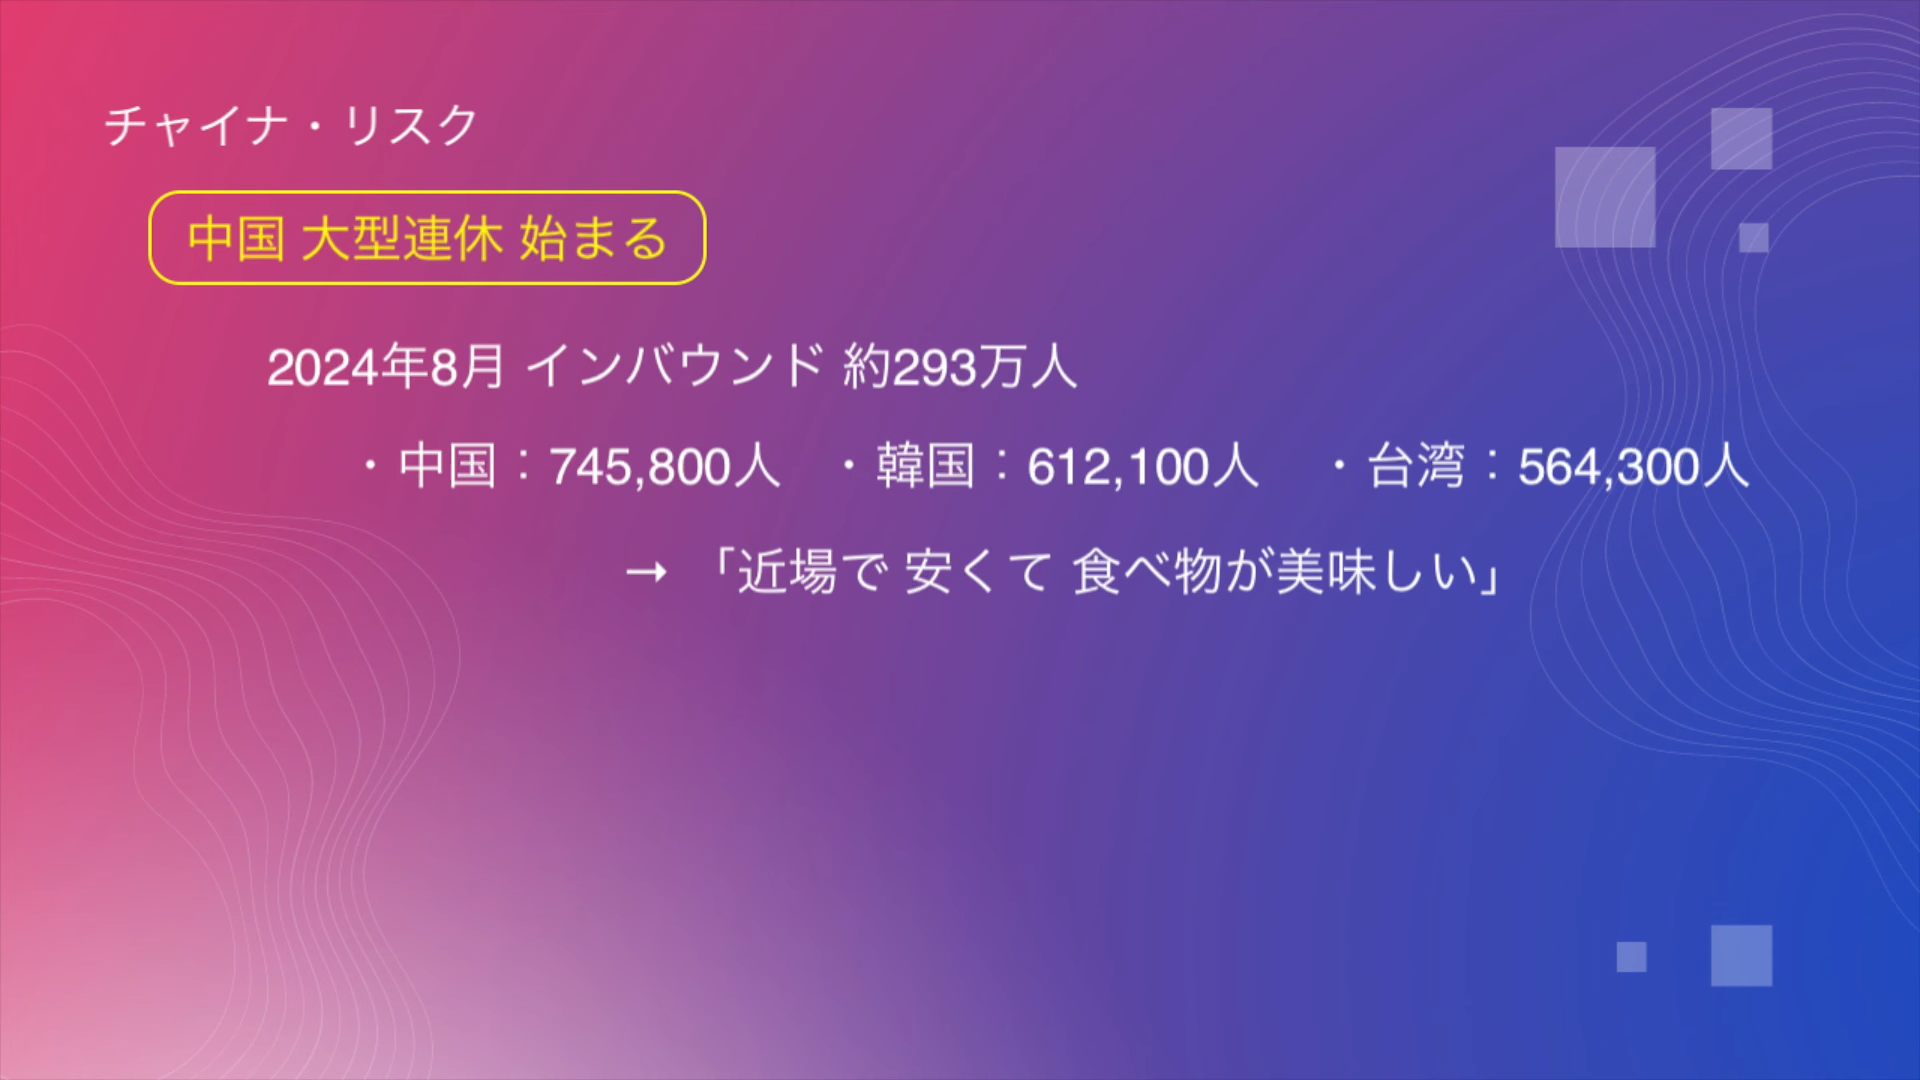 チャイナ・リスク
中国 大型連休 始まる
2024年8月 インバウンド 約293万人
・中国：745,800人 ・韓国：612,100人 ・台湾：564,300人
→ 「近場で 安くて 食べ物が美味しい」